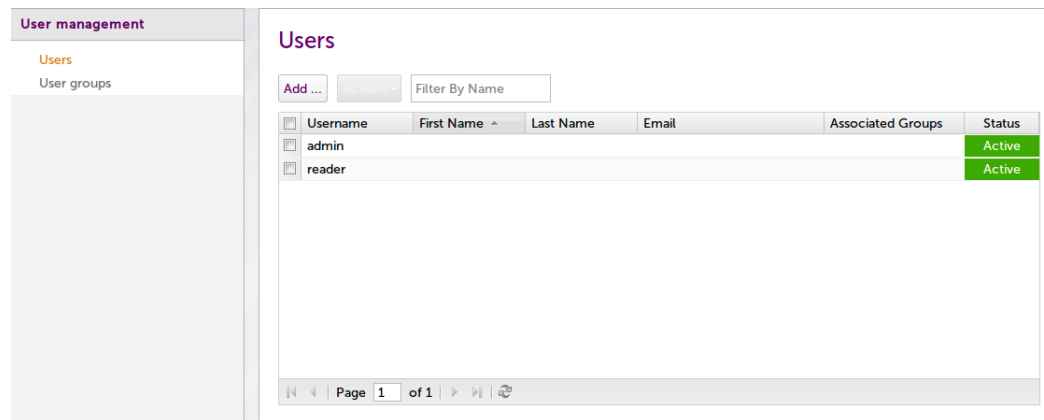 User management
Users
User groups
Users
Add ... Actions Filter By Name
Username First Name Last Name Email Associated Groups Status
admin Active
reader Active
Page 1 of 1